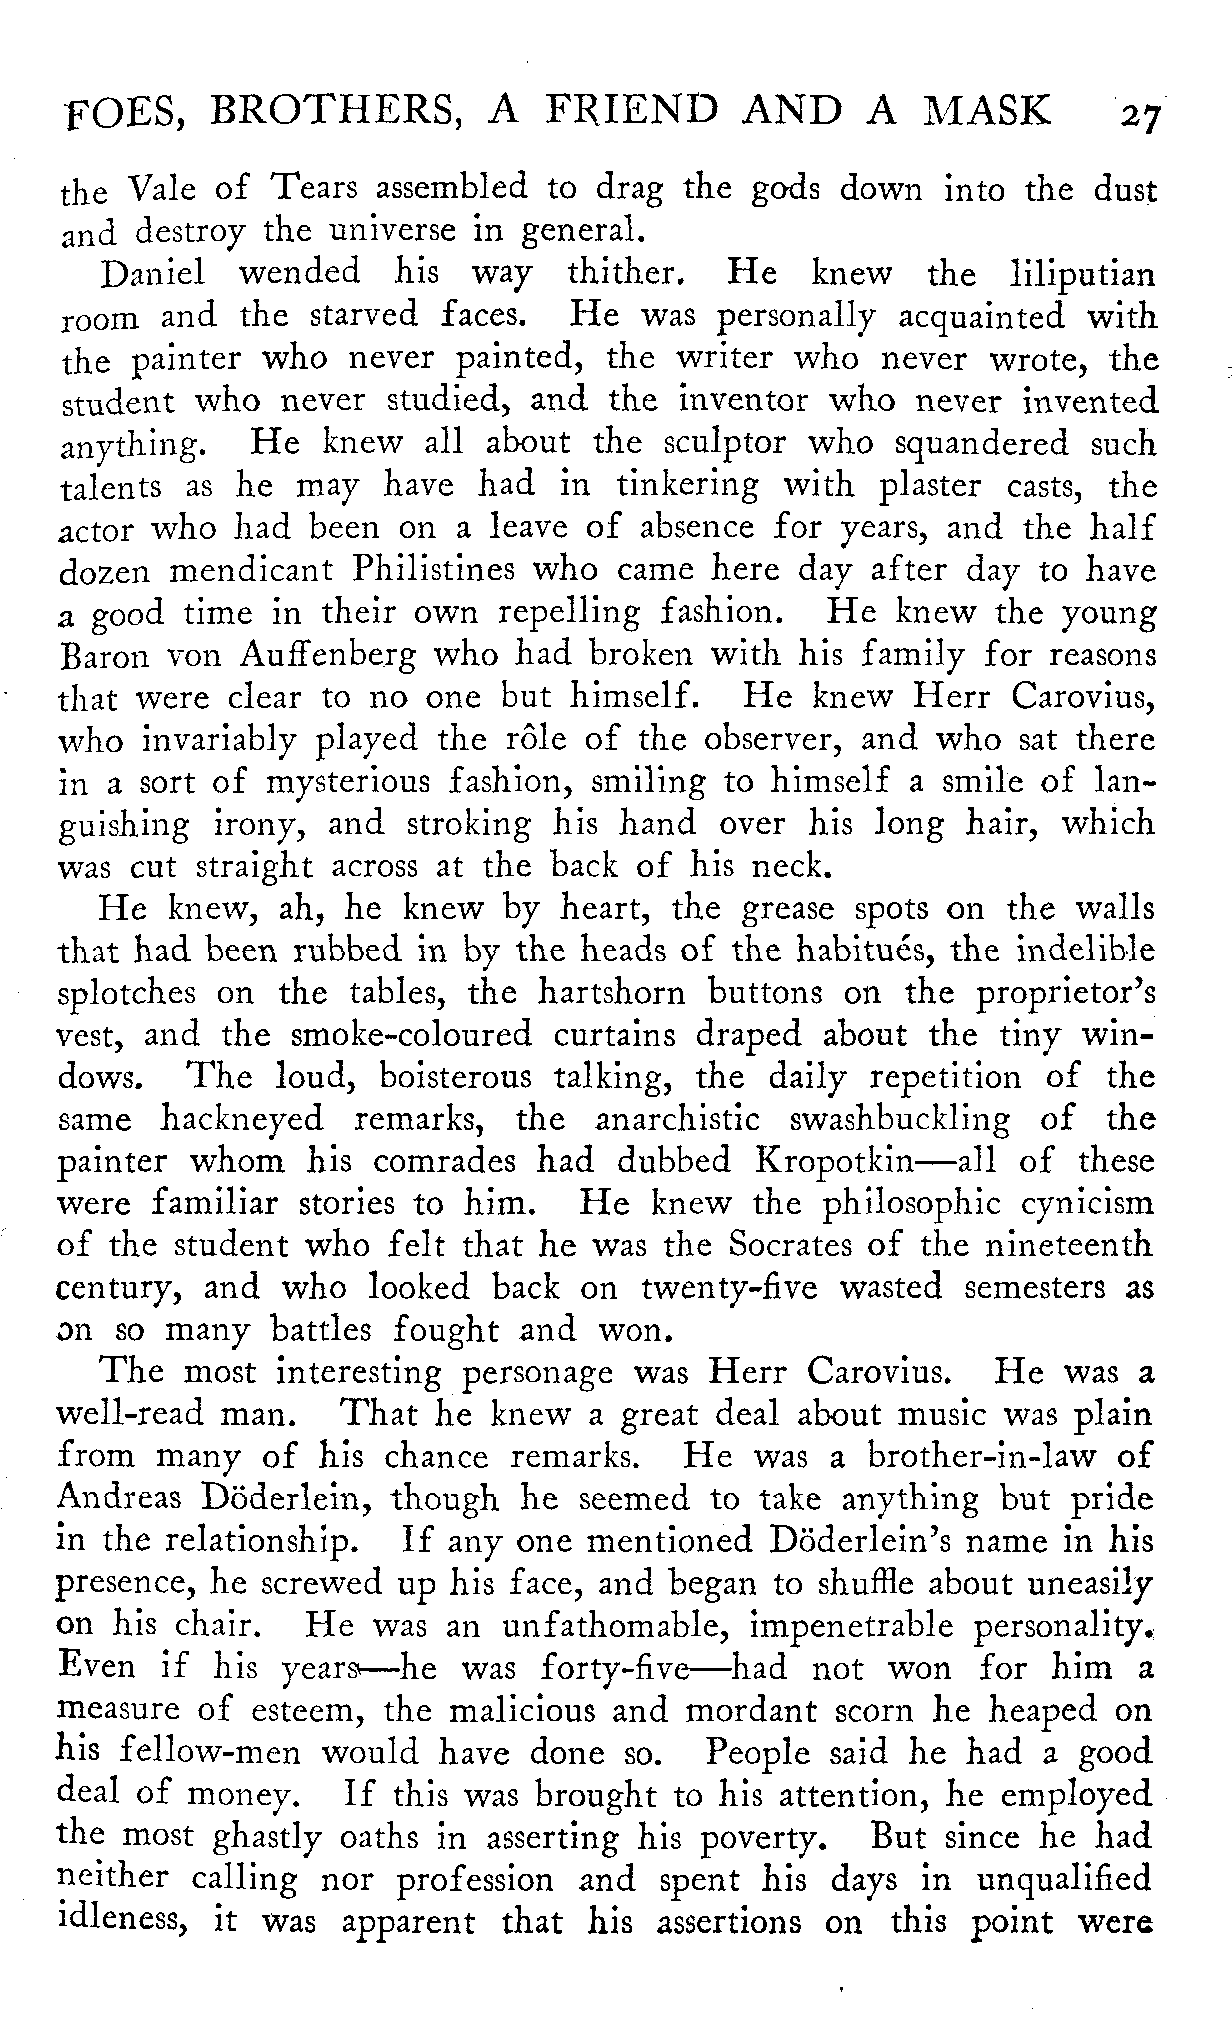 FOES, BROTHERS, A FRIEND AND A MASK 27
the Vale of Tears assembled to drag the gods down into the dust
and destroy the universe in general.
Daniel wended his way thither. He knew the liliputian
room and the starved faces. He was personally acquainted with
the painter who never painted, the writer who never wrote, the
student who never studied, and the inventor who never invented
anything. He knew all about the sculptor who squandered such
talents as he may have had in tinkering with plaster casts, the
actor who had been on a leave of absence for years, and the half
dozen mendicant Philistines who came here day after day to have
a good time in their own repelling fashion. He knew the young
Baron von Auffenberg who had broken with his family for reasons
that were clear to no one but himself. He knew Herr Carovius,
who invariably played the rôle of the observer, and who sat there
in a sort of mysterious fashion, smiling to himself a smile of lan-
guishing irony, and stroking his hand over his long hair, which
was cut straight across at the back of his neck.
He knew, ah, he knew by heart, the grease spots on the walls
that had been rubbed in by the heads of the habitués, the indelible
splotches on the tables, the hartshorn buttons on the proprietor's
vest, and the smoke-coloured curtains draped about the tiny win-
dows. The loud, boisterous talking, the daily repetition of the
same hackneyed remarks, the anarchistic swashbuckling of the
painter whom his comrades had dubbed Kropotkin—all of these
were familiar stories to him. He knew the philosophic cynicism
of the student who felt that he was the Socrates of the nineteenth
century, and who looked back on twenty-five wasted semesters as
on so many battles fought and won.
The most interesting personage was Herr Carovius. He was a
well-read man. That he knew a great deal about music was plain
from many of his chance remarks. He was a brother-in-law of
Andreas Döderlein, though he seemed to take anything but pride
in the relationship. If any one mentioned Döderlein's name in his
presence, he screwed up his face, and began to shuffle about uneasily
on his chair. He was an unfathomable, impenetrable personality.
Even if his years—he was forty-five—had not won for him a
measure of esteem, the malicious and mordant scorn he heaped on
his fellow-men would have done so. People said he had a good
deal of money. If this was brought to his attention, he employed
the most ghastly oaths in asserting his poverty. But since he had
neither calling nor profession and spent his days in unqualified
idleness, it was apparent that his assertions on this point were